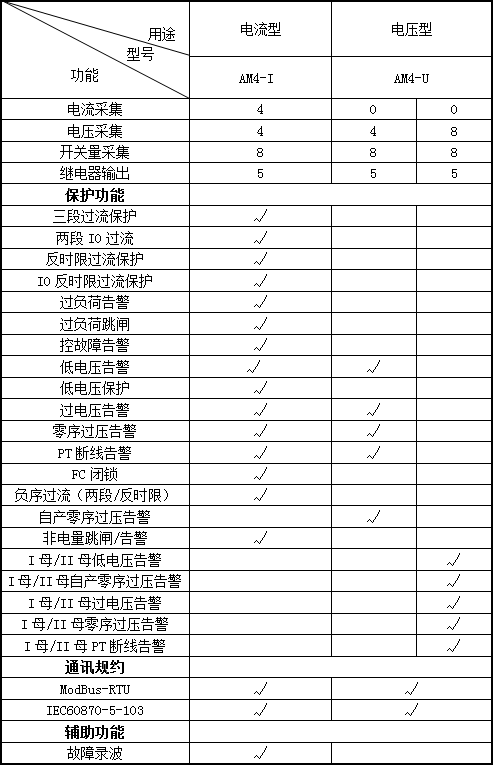 用途 电流型 电压型
型号
功能 AM4-I AM4-U
电流采集 4 0 0
电压采集 4 4 8
开关量采集 8 8 8
继电器输出 5 5 5
保护功能
三段过流保护 √
两段 IO 过流 √
反时限过流保护 √
IO 反时限过流保护 √
过负荷告警 √
过负荷跳闸 √
控故障告警 √
低电压告警 √ √
低电压保护 √
过电压告警 √ √
零序过压告警 √ √
PT 断线告警 √ √
FC 闭锁 √
负序过流（两段/反时限） √
自产零序过压告警 √
非电量跳闸/告警 √
I 母/II 母低电压告警 √
I 母/II 母自产零序过压告警 √
I 母/II 母过电压告警 √
I 母/II 母零序过压告警 √
I 母/II 母 PT 断线告警 √
通讯规约
ModBus-RTU √ √
IEC60870-5-103 √ √
辅助功能
故障录波 √